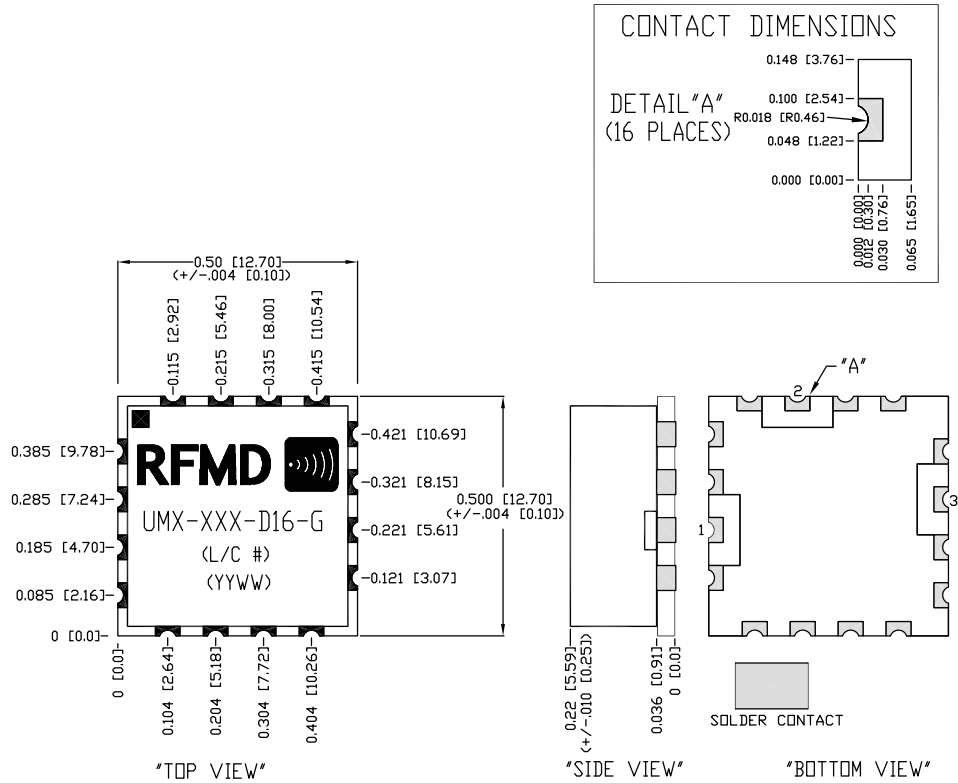 CONTACT DIMENSIONS
0.148 [3.76]
0.100 [2.54]
DETAIL"A"
(16 PLACES)
R0.018 [R0.46]
0.048 [1.22]
0.000 [0.00]
0.000 [0.00]
0.012 [0.30]
0.030 [0.76]
0.065 [1.65]
0.50 [12.70]
(+/-.004 [0.10])
0.115 [2.92]
0.215 [5.46]
0.315 [8.00]
0.415 [10.54]
0.385 [9.78]
0.285 [7.24]
0.185 [4.70]
0.085 [2.16]
0 [0.0]
RFMD
UMX-XXX-D16-G
(L/C #)
(YYWW)
0.421 [10.69]
0.321 [8.15]
0.221 [5.61]
0.121 [3.07]
0.500 [12.70]
(+/-.004 [0.10])
0 [0.0]
0.104 [2.64]
0.204 [5.18]
0.304 [7.72]
0.404 [10.26]
"TOP VIEW"
0.22 [5.59]
(+/-.010 [0.25])
0.036 [0.91]
0 [0.0]
"SIDE VIEW"
"A"
2
1
3
SOLDER CONTACT
"BOTTOM VIEW"